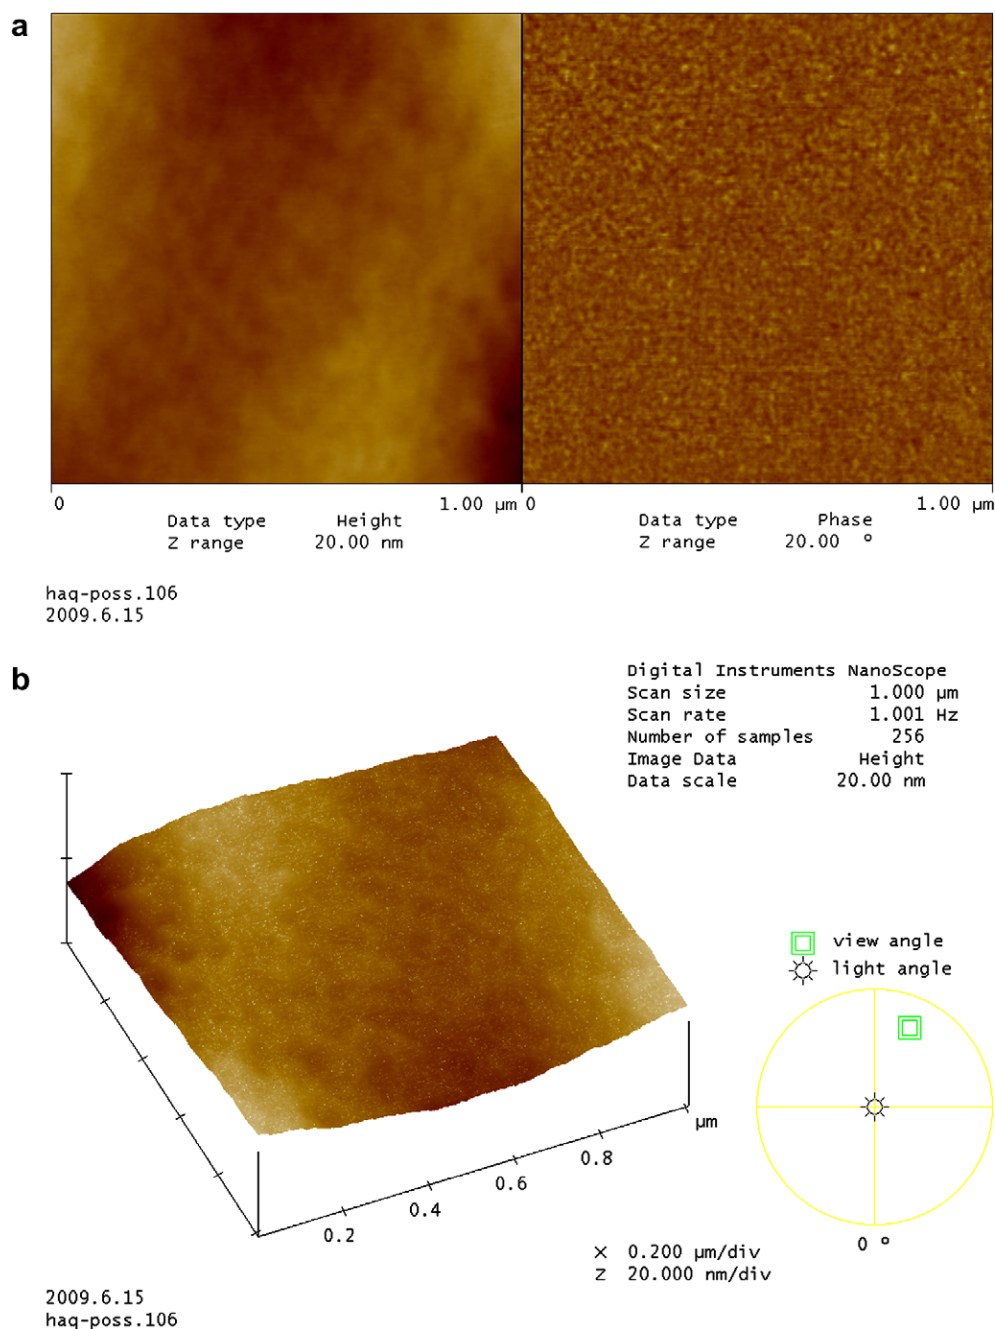 a
0 1.00 µm 0 1.00 µm
Data type Height Data type Phase
Z range 20.00 nm Z range 20.00 º
haq-poss.106
2009.6.15
b
Digital Instruments NanoScope
Scan size 1.000 µm
Scan rate 1.001 Hz
Number of samples 256
Image Data Height
Data scale 20.00 nm
view angle
light angle
µm
0.8
0.6
0.4
0.2
0 º
X 0.200 µm/div
Z 20.000 nm/div
2009.6.15
haq-poss.106